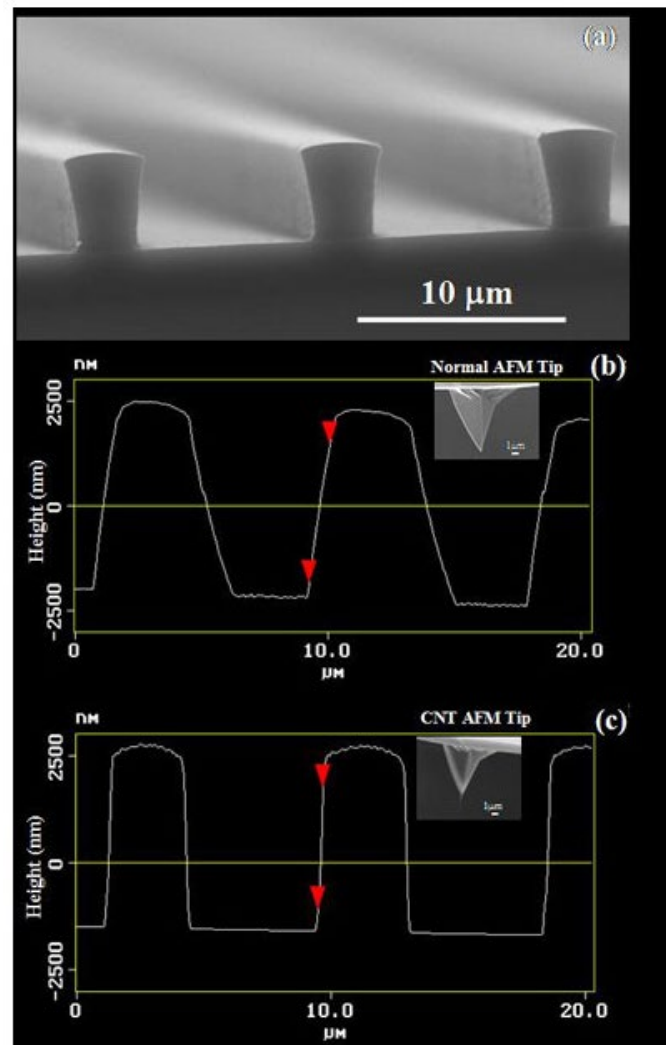 (a)
10 μm
nM
Normal AFM Tip
(b)
1μm
Height (nm)
2500
0
-2500
0
10.0
20.0
μM
nM
CNT AFM Tip
(c)
1μm
Height (nm)
2500
0
-2500
0
10.0
20.0
μM